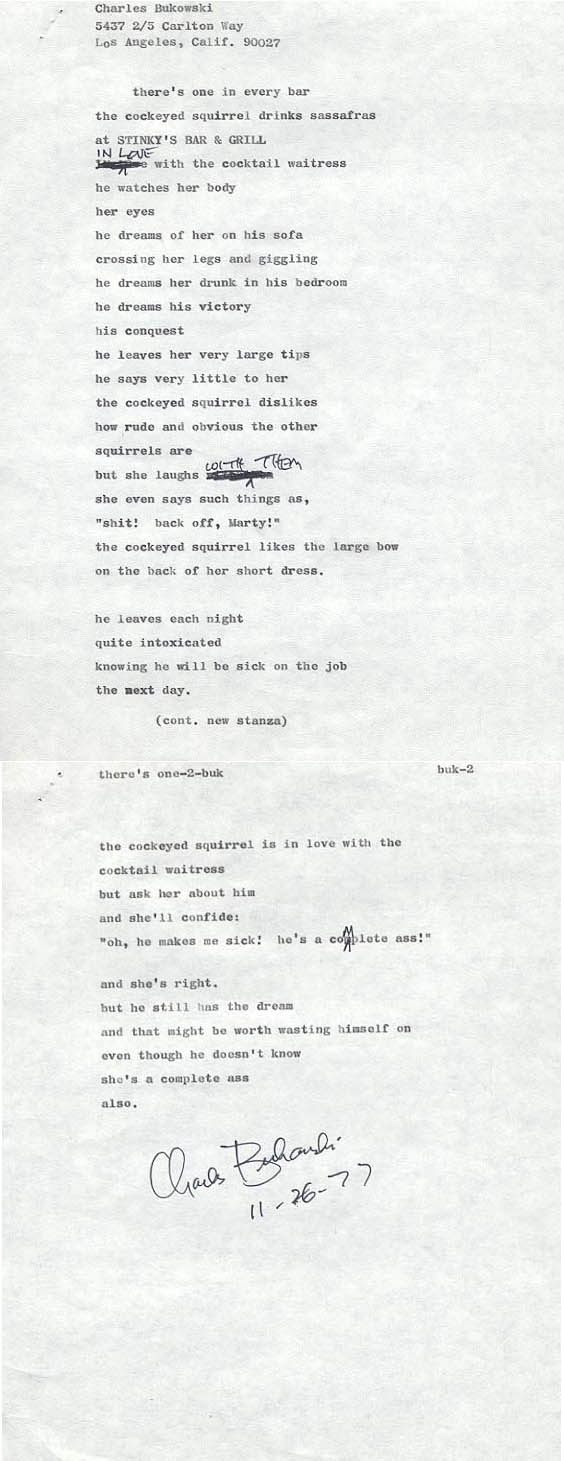 Charles Bukowski
5437 2/5 Carlton Way
Los Angeles, Calif. 90027
there's one in every bar
the cockeyed squirrel drinks sassafras
at STINKY'S BAR & GRILL
IN LOVE
with the cocktail waitress
he watches her body
her eyes
he dreams of her on his sofa
crossing her legs and giggling
he dreams her drunk in his bedroom
he dreams his victory
his conquest
he leaves her very large tips
he says very little to her
the cockeyed squirrel dislikes
how rude and obvious the other
squirrels are
WITH THEM
but she laughs
she even says such things as,
"shit! back off, Marty!"
the cockeyed squirrel likes the large bow
on the back of her short dress.
he leaves each night
quite intoxicated
knowing he will be sick on the job
the next day.
(cont. new stanza)
there's one-2-buk buk-2
the cockeyed squirrel is in love with the
cocktail waitress
but ask her about him
and she'll confide:
"oh, he makes me sick! he's a complete ass!"
and she's right.
but he still has the dream
and that might be worth wasting himself on
even though he doesn't know
she's a complete ass
also.
Charles Bukowski
11-26-77